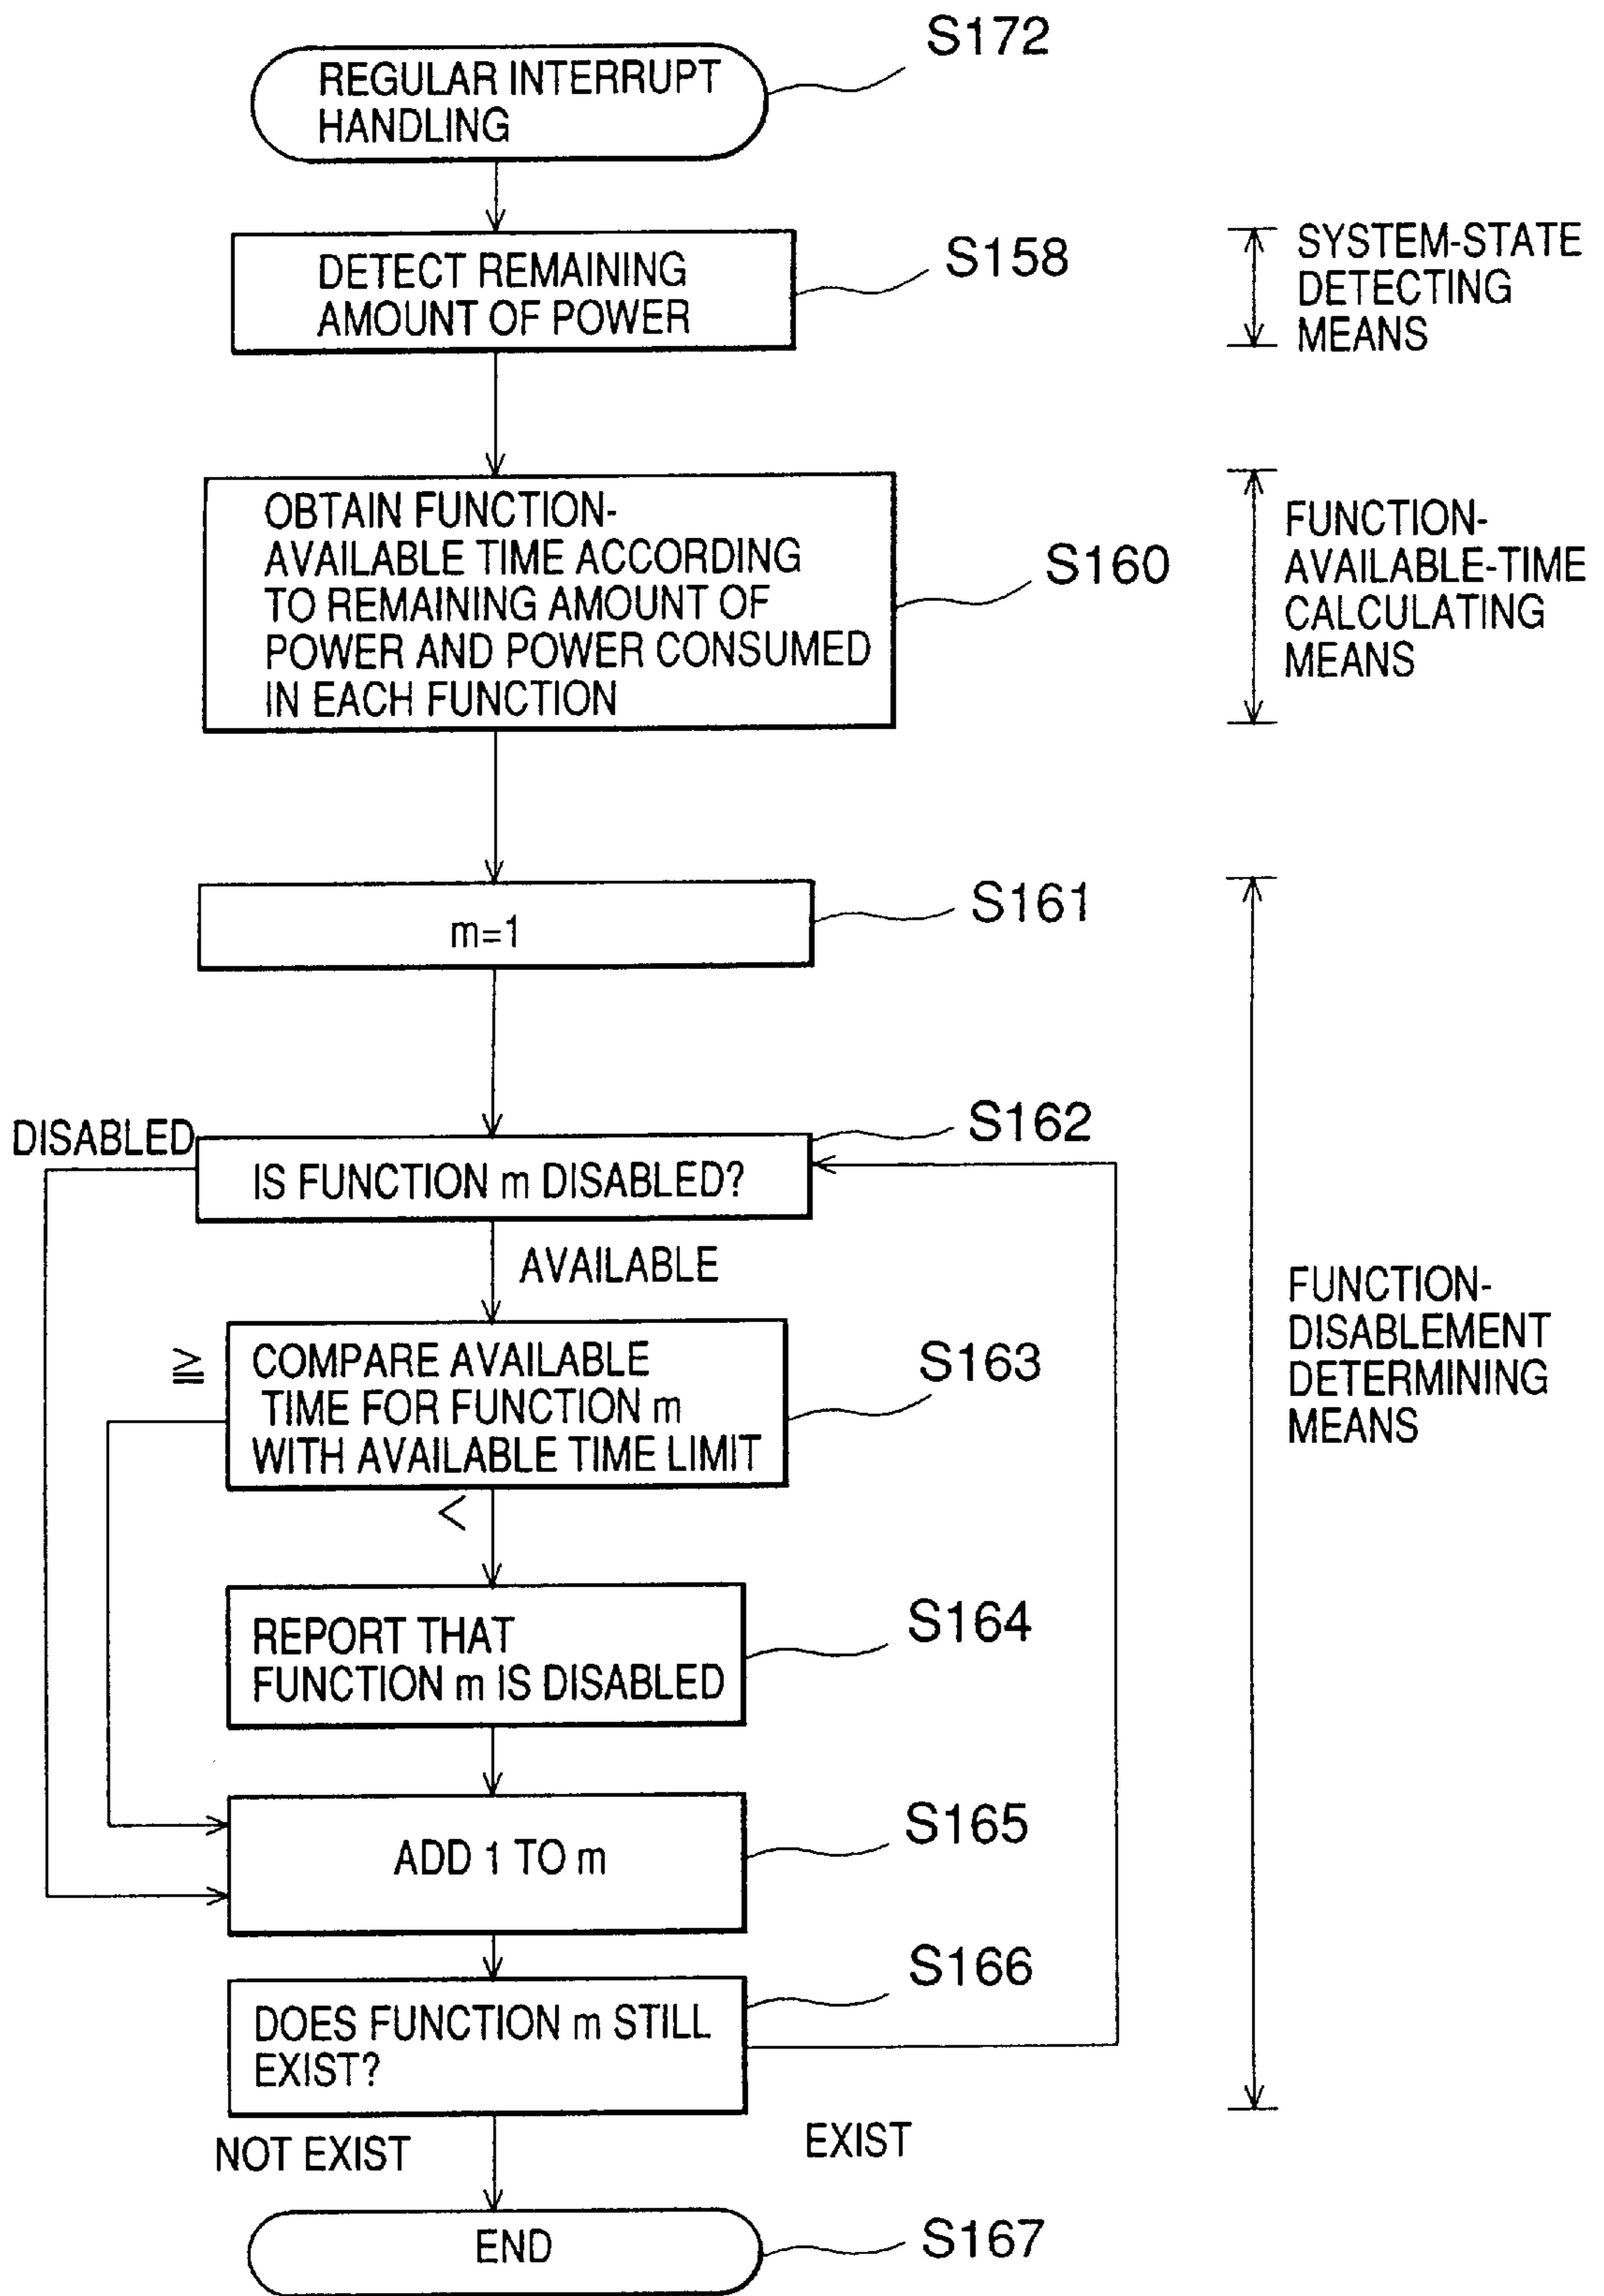 S172
REGULAR INTERRUPT
HANDLING
S158
DETECT REMAINING
AMOUNT OF POWER
SYSTEM-STATE
DETECTING
MEANS
OBTAIN FUNCTION-
AVAILABLE TIME ACCORDING
TO REMAINING AMOUNT OF
POWER AND POWER CONSUMED
IN EACH FUNCTION
S160
FUNCTION-
AVAILABLE-TIME
CALCULATING
MEANS
m=1
S161
DISABLED
S162
IS FUNCTION m DISABLED?
AVAILABLE
≧
COMPARE AVAILABLE
TIME FOR FUNCTION m
WITH AVAILABLE TIME LIMIT
S163
<
FUNCTION-
DISABLEMENT
DETERMINING
MEANS
REPORT THAT
FUNCTION m IS DISABLED
S164
ADD 1 TO m
S165
S166
DOES FUNCTION m STILL
EXIST?
NOT EXIST
EXIST
END
S167